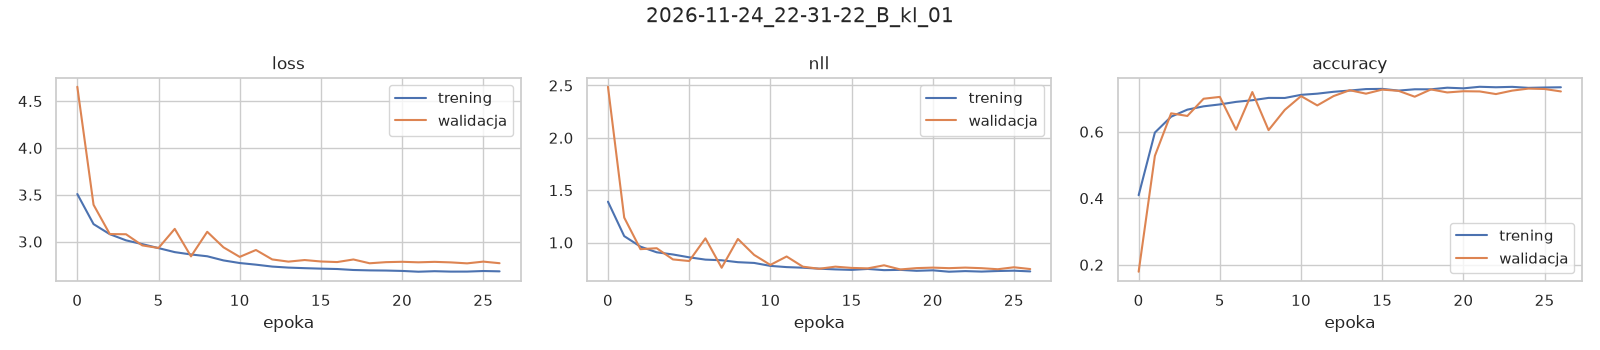 2026-11-24_22-31-22_B_kl_01
loss
4.5
4.0
3.5
3.0
0 5 10 15 20 25
epoka
trening
walidacja
nll
2.5
2.0
1.5
1.0
0 5 10 15 20 25
epoka
trening
walidacja
accuracy
0.6
0.4
0.2
0 5 10 15 20 25
epoka
trening
walidacja